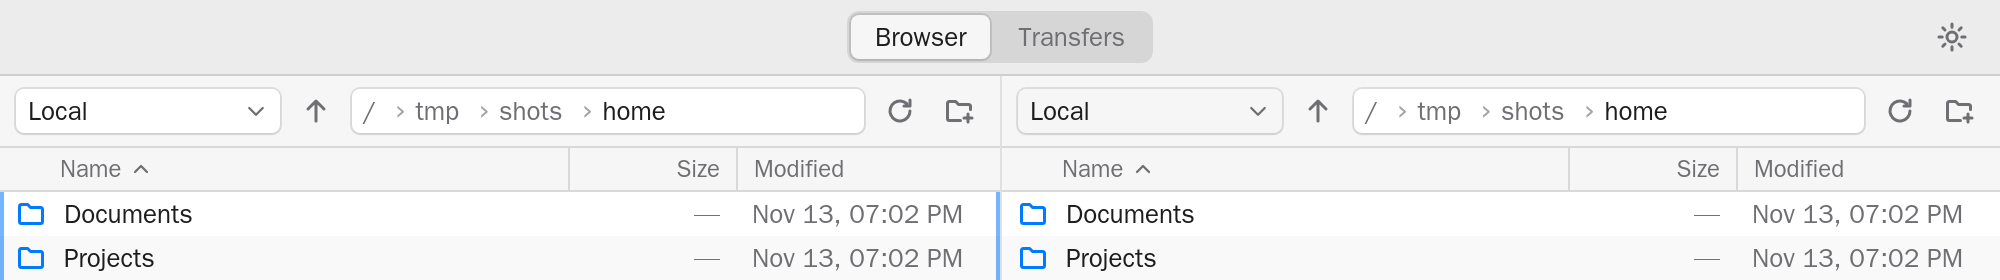 Browser Transfers
Local / > tmp > shots > home Local / > tmp > shots > home
Name Size Modified Name Size Modified
Documents — Nov 13, 07:02 PM Documents — Nov 13, 07:02 PM
Projects — Nov 13, 07:02 PM Projects — Nov 13, 07:02 PM